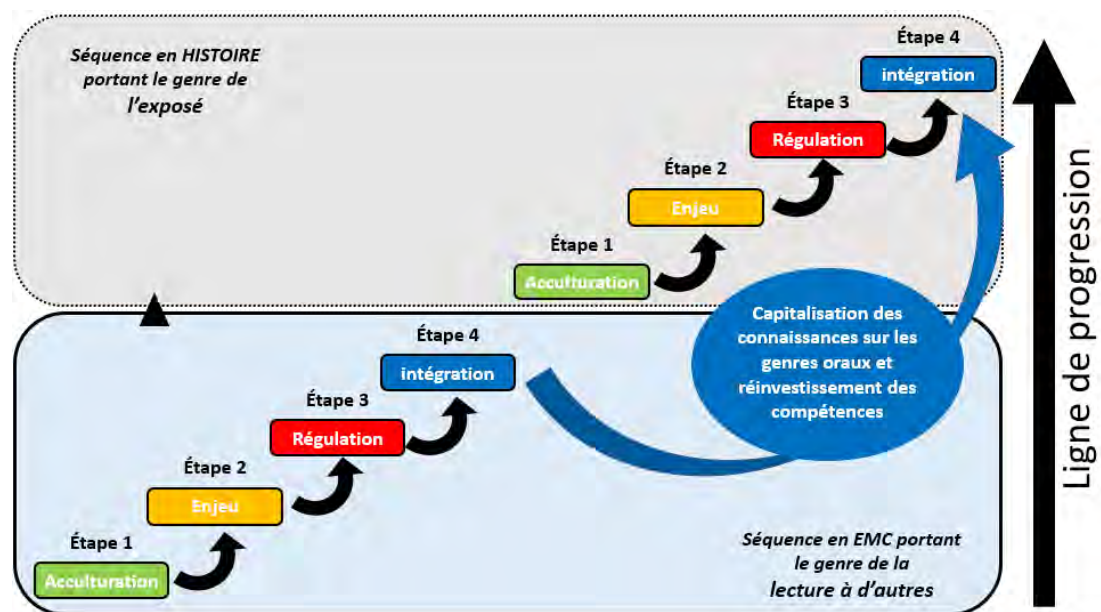 Séquence en HISTOIRE
portant le genre de
l'exposé
Étape 4
intégration
Étape 3
Régulation
Étape 2
Enjeu
Étape 1
Acculturation
Capitalisation des
connaissances sur les
genres oraux et
réinvestissement des
compétences
Étape 4
intégration
Étape 3
Régulation
Étape 2
Enjeu
Étape 1
Acculturation
Séquence en EMC portant
le genre de la
lecture à d'autres
Ligne de progression